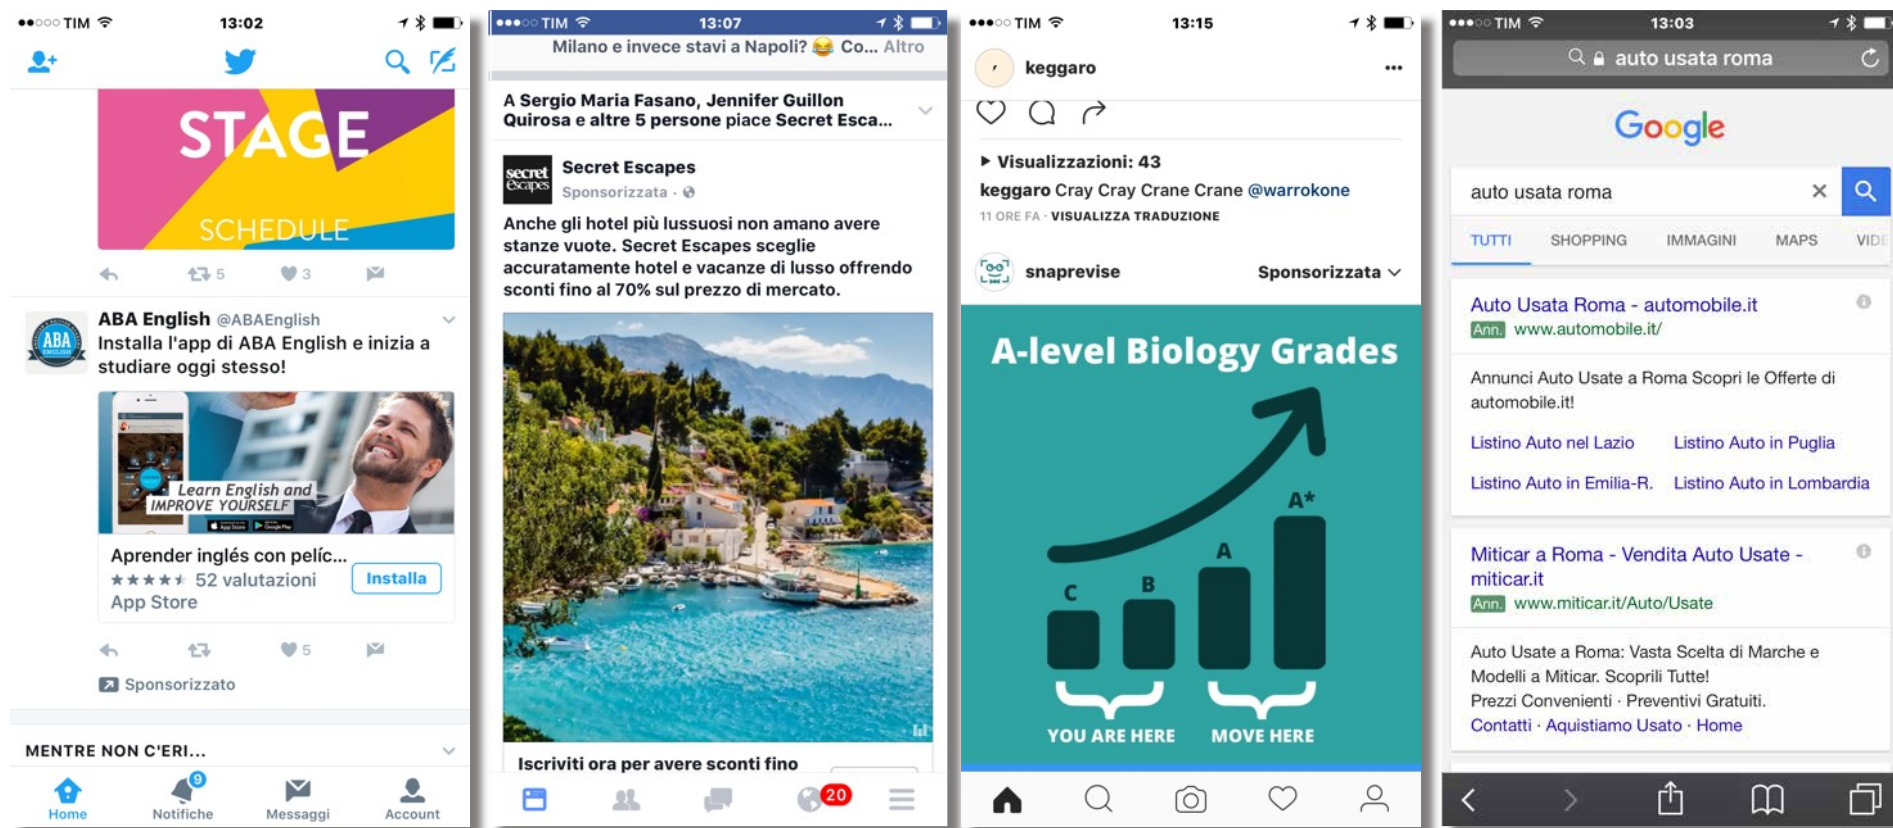 TIM 13:02
STAGE
SCHEDULE
5 3
ABA English @ABAEnglish
Installa l'app di ABA English e inizia a
studiare oggi stesso!
ABA
ENGLISH
Learn English and
IMPROVE YOURSELF
App Store Google Play
Aprender inglés con pelíc...
52 valutazioni
App Store
Installa
5
Sponsorizzato
MENTRE NON C'ERI...
9
Home Notifiche Messaggi Account
TIM 13:07
Milano e invece stavi a Napoli? 😂 Co... Altro
A Sergio Maria Fasano, Jennifer Guillon
Quirosa e altre 5 persone piace Secret Esca...
secret
escapes
Secret Escapes
Sponsorizzata ·
Anche gli hotel più lussuosi non amano avere
stanze vuote. Secret Escapes sceglie
accuratamente hotel e vacanze di lusso offrendo
sconti fino al 70% sul prezzo di mercato.
Iscriviti ora per avere sconti fino
20
TIM 13:15
keggaro
Visualizzazioni: 43
keggaro Cray Cray Crane Crane @warrokone
11 ORE FA · VISUALIZZA TRADUZIONE
snaprevise Sponsorizzata
A-level Biology Grades
A*
A
B
C
YOU ARE HERE MOVE HERE
TIM 13:03
auto usata roma
Google
auto usata roma
TUTTI SHOPPING IMMAGINI MAPS VIDE
Auto Usata Roma - automobile.it
Ann. www.automobile.it/
Annunci Auto Usate a Roma Scopri le Offerte di
automobile.it!
Listino Auto nel Lazio Listino Auto in Puglia
Listino Auto in Emilia-R. Listino Auto in Lombardia
Miticar a Roma - Vendita Auto Usate -
miticar.it
Ann. www.miticar.it/Auto/Usate
Auto Usate a Roma: Vasta Scelta di Marche e
Modelli a Miticar. Scoprili Tutte!
Prezzi Convenienti · Preventivi Gratuiti.
Contatti · Aquistiamo Usato · Home